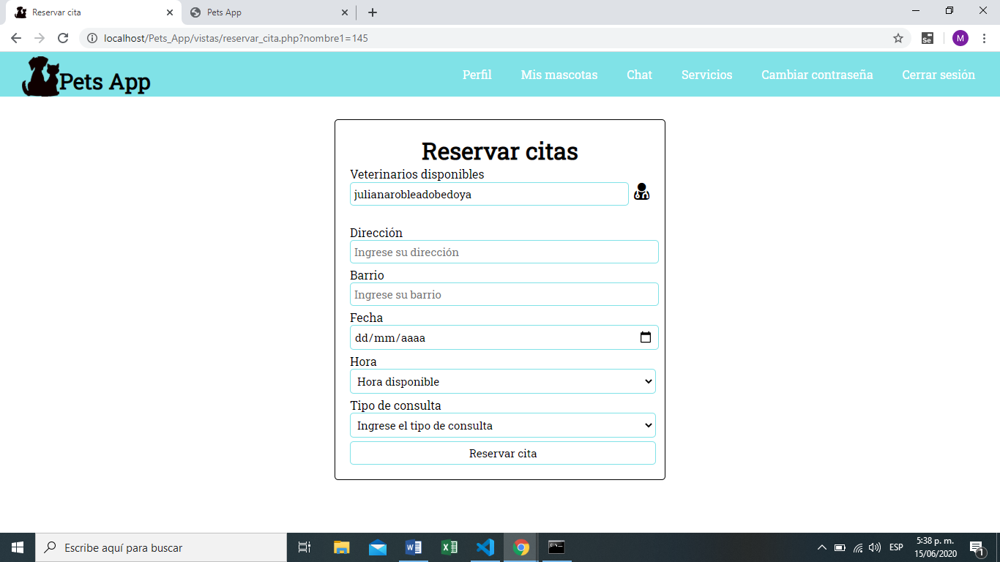 Reservar cita
Pets App
localhost/Pets_App/vistas/reservar_cita.php?nombre1=145
Se
M
Pets App
Perfil
Mis mascotas
Chat
Servicios
Cambiar contraseña
Cerrar sesión
Reservar citas
Veterinarios disponibles
julianarobleadobedoya
Dirección
Ingrese su dirección
Barrio
Ingrese su barrio
Fecha
dd/mm/aaaa
Hora
Hora disponible
Tipo de consulta
Ingrese el tipo de consulta
Reservar cita
Escribe aquí para buscar
ESP
5:38 p. m.
15/06/2020
1